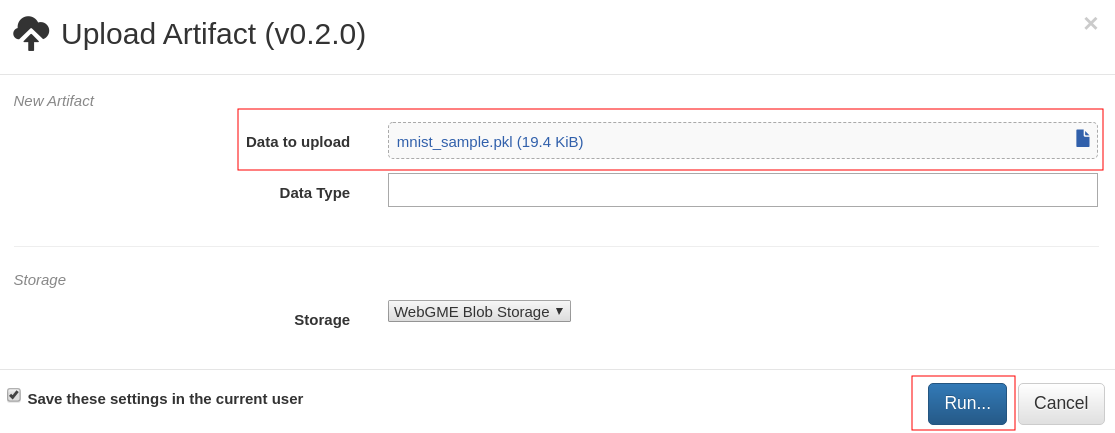 Upload Artifact (v0.2.0)
×
New Artifact
Data to upload
mnist_sample.pkl (19.4 KiB)
Data Type
Storage
Storage
WebGME Blob Storage
Save these settings in the current user
Run...
Cancel